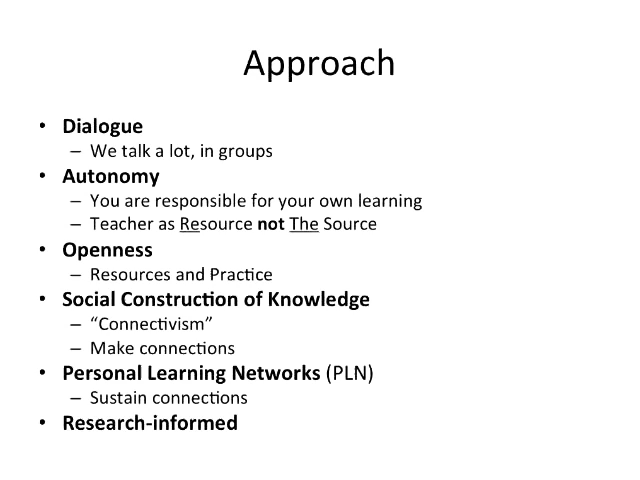 Approach
• Dialogue
– We talk a lot, in groups
• Autonomy
– You are responsible for your own learning
– Teacher as Resource not The Source
• Openness
– Resources and Practice
• Social Construction of Knowledge
– “Connectivism”
– Make connections
• Personal Learning Networks (PLN)
– Sustain connections
• Research-informed